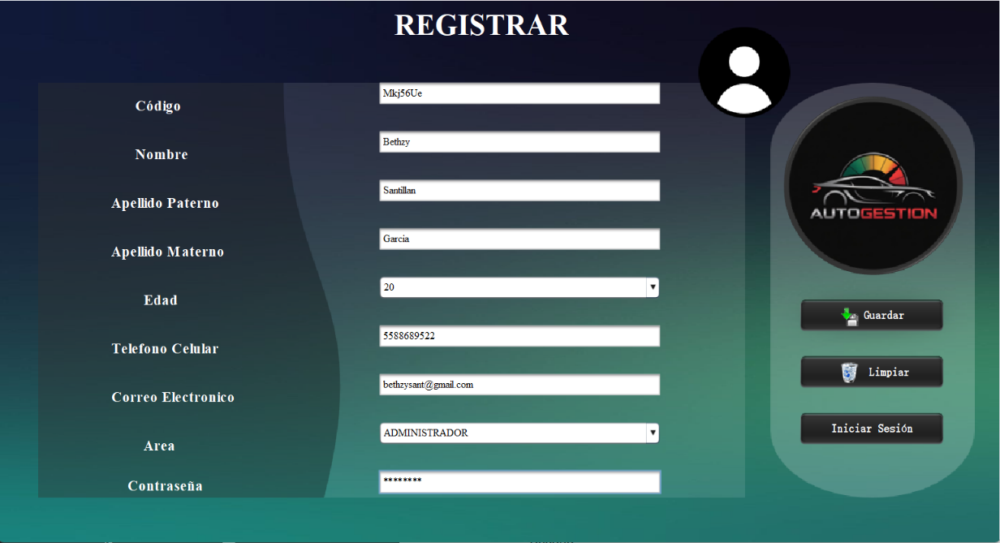 REGISTRAR
Código
Mkj56Ue
Nombre
Bethzy
Apellido Paterno
Santillan
Apellido Materno
Garcia
Edad
20
Telefono Celular
5588689522
Correo Electronico
bethzysant@gmail.com
Area
ADMINISTRADOR
Contraseña
********
AUTOGESTION
Guardar
Limpiar
Iniciar Sesión